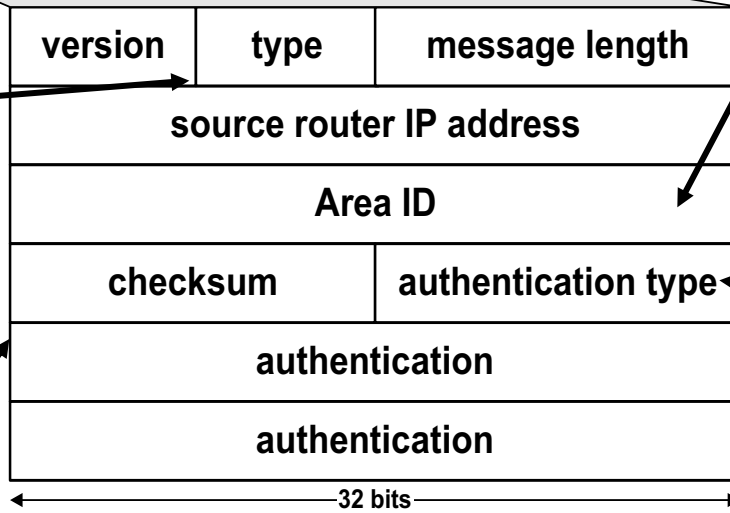 version type message length
source router IP address
Area ID
checksum authentication type
authentication
authentication
32 bits